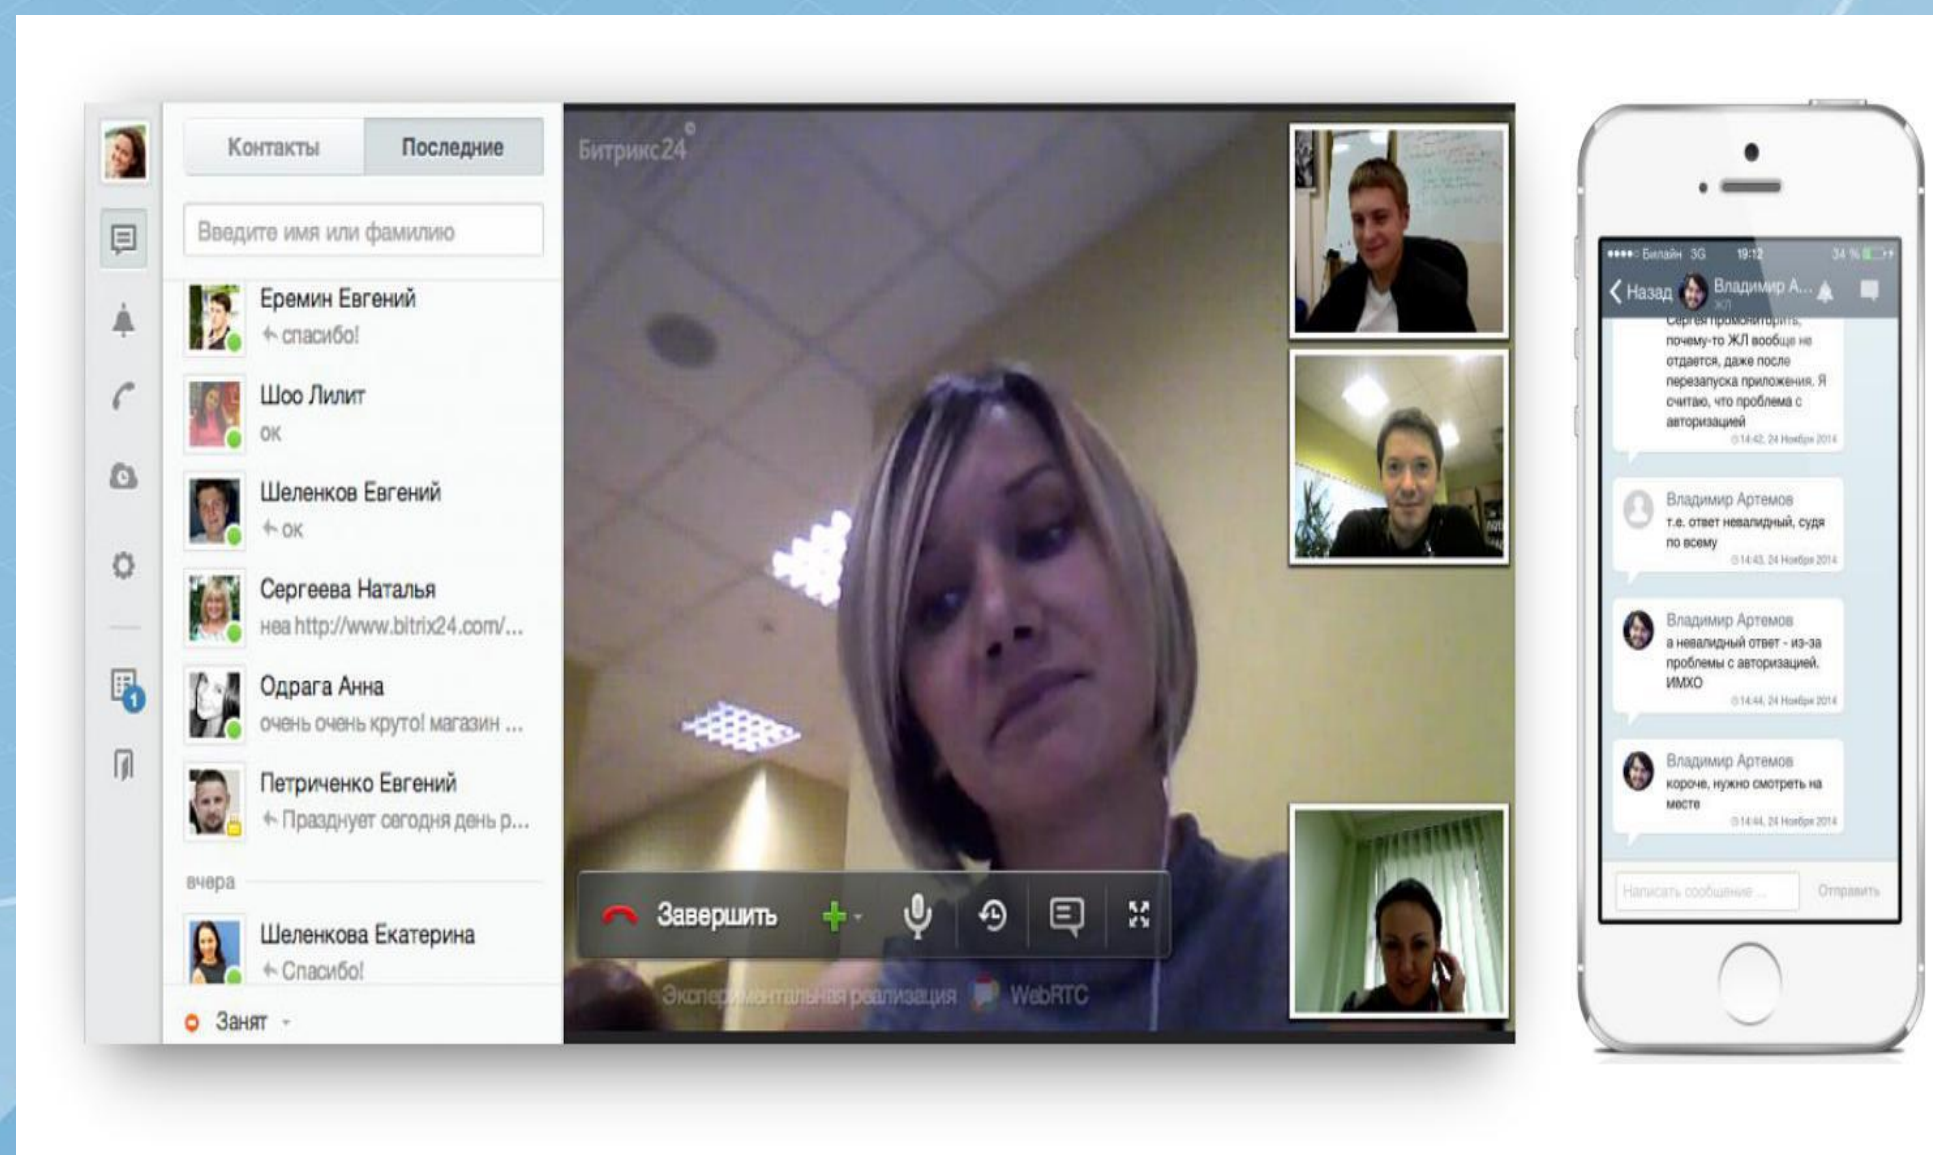 Контакты
Последние
Введите имя или фамилию
Еремин Евгений
спасибо!
Шоо Лилит
ок
Шеленков Евгений
ок
Сергеева Наталья
неа http://www.bitrix24.com/...
Одрага Анна
очень очень круто! магазин ...
Петриченко Евгений
Празднует сегодня день р...
вчера
Шеленкова Екатерина
Спасибо!
Занят
1
Битрикс24
Завершить
Экспериментальная реализация WebRTC
Билайн 3G 19:12 34 %
Назад Владимир А...
ЖЛ
Сергея промониторить,
почему-то ЖЛ вообще не
отдается, даже после
перезапуска приложения. Я
считаю, что проблема с
авторизацией
14:42, 24 Ноября 2014
Владимир Артемов
т.е. ответ невалидный, судя
по всему
14:43, 24 Ноября 2014
Владимир Артемов
а невалидный ответ - из-за
проблемы с авторизацией.
ИМХО
14:44, 24 Ноября 2014
Владимир Артемов
короче, нужно смотреть на
месте
14:44, 24 Ноября 2014
Написать сообщение ...
Отправить